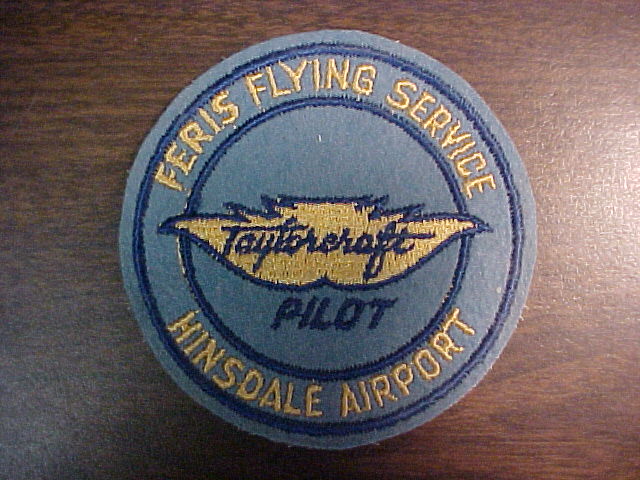 FERIS FLYING SERVICE
Taylorcraft
PILOT
HINSDALE AIRPORT